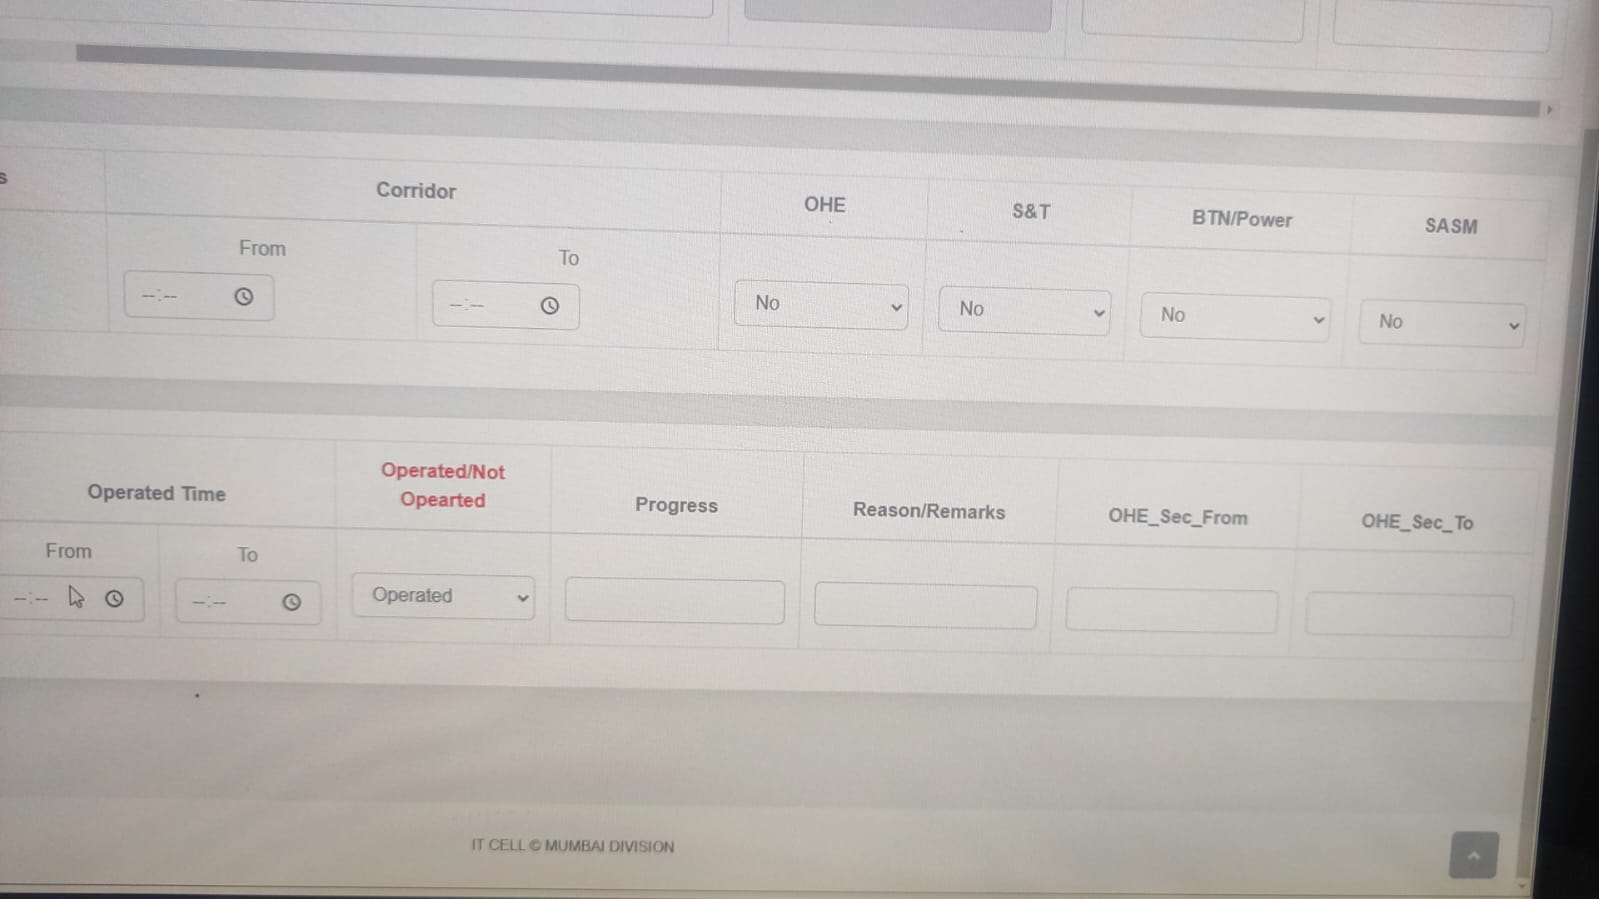 s
Corridor
OHE
S&T
BTN/Power
SASM
From
To
--:--
--:--
No
No
No
No
Operated Time
Operated/Not
Opearted
Progress
Reason/Remarks
OHE_Sec_From
OHE_Sec_To
From
To
--:--
--:--
Operated
IT CELL © MUMBAI DIVISION